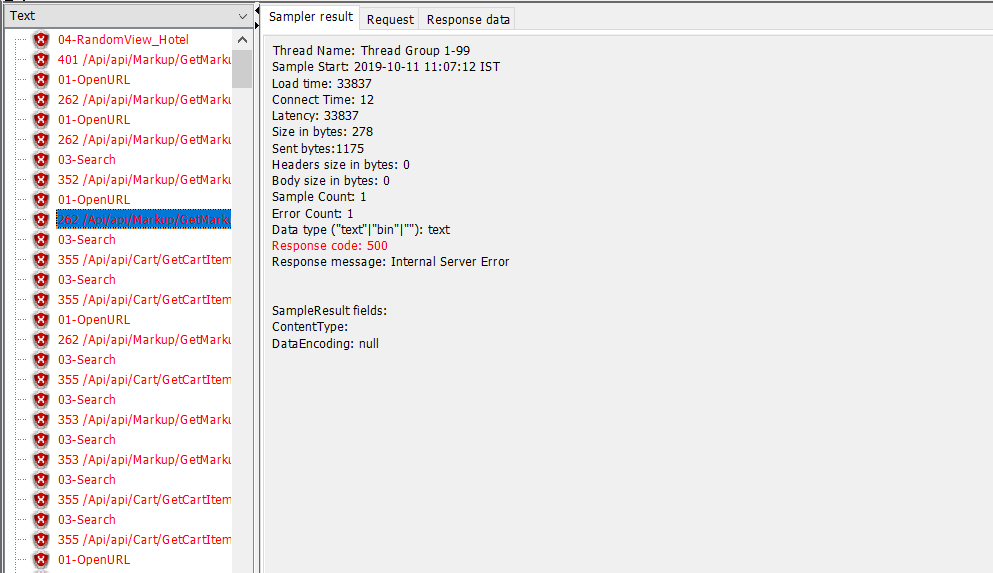 Text
04-RandomView_Hotel
401 /Api/api/Markup/GetMarku
01-OpenURL
262 /Api/api/Markup/GetMarku
01-OpenURL
262 /Api/api/Markup/GetMarku
03-Search
352 /Api/api/Markup/GetMarku
01-OpenURL
262 /Api/api/Markup/GetMarku
03-Search
355 /Api/api/Cart/GetCartItem
03-Search
355 /Api/api/Cart/GetCartItem
01-OpenURL
262 /Api/api/Markup/GetMarku
03-Search
355 /Api/api/Cart/GetCartItem
03-Search
353 /Api/api/Markup/GetMarku
03-Search
353 /Api/api/Markup/GetMarku
03-Search
355 /Api/api/Cart/GetCartItem
03-Search
355 /Api/api/Cart/GetCartItem
01-OpenURL
Sampler result Request Response data
Thread Name: Thread Group 1-99
Sample Start: 2019-10-11 11:07:12 IST
Load time: 33837
Connect Time: 12
Latency: 33837
Size in bytes: 278
Sent bytes:1175
Headers size in bytes: 0
Body size in bytes: 0
Sample Count: 1
Error Count: 1
Data type ("text"|"bin"|""): text
Response code: 500
Response message: Internal Server Error
SampleResult fields:
ContentType:
DataEncoding: null